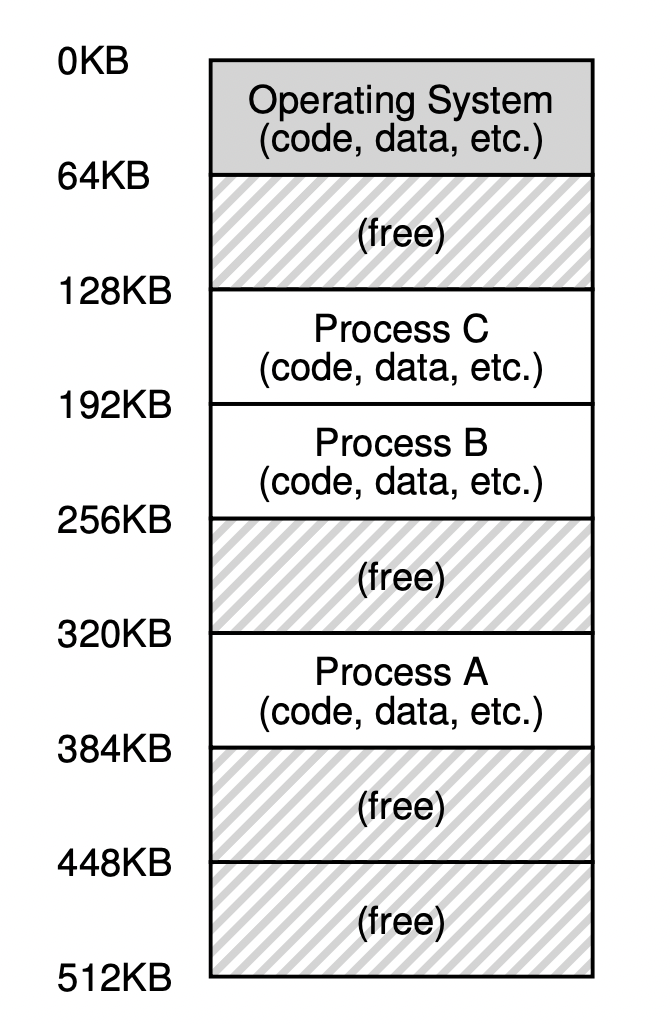 0KB
Operating System
(code, data, etc.)
64KB
(free)
128KB
Process C
(code, data, etc.)
192KB
Process B
(code, data, etc.)
256KB
(free)
320KB
Process A
(code, data, etc.)
384KB
(free)
448KB
(free)
512KB